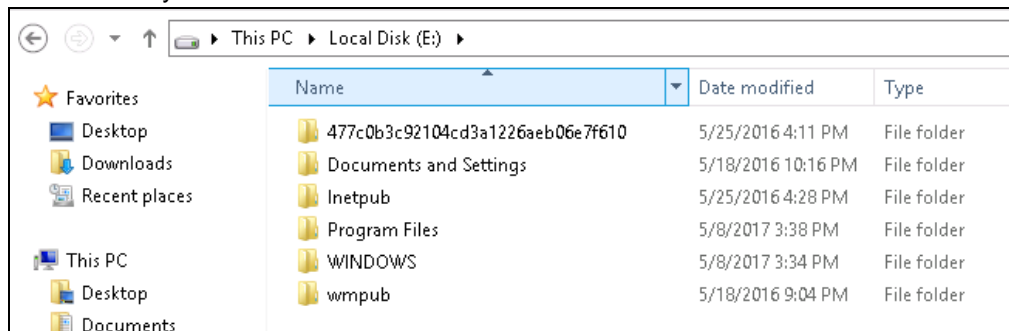 This PC Local Disk (E:)
Name Date modified Type
Favorites
Desktop
Downloads
Recent places
This PC
Desktop
Documents
477c0b3c92104cd3a1226aeb06e7f610 5/25/2016 4:11 PM File folder
Documents and Settings 5/18/2016 10:16 PM File folder
Inetpub 5/25/2016 4:28 PM File folder
Program Files 5/8/2017 3:38 PM File folder
WINDOWS 5/8/2017 3:34 PM File folder
wmpub 5/18/2016 9:04 PM File folder